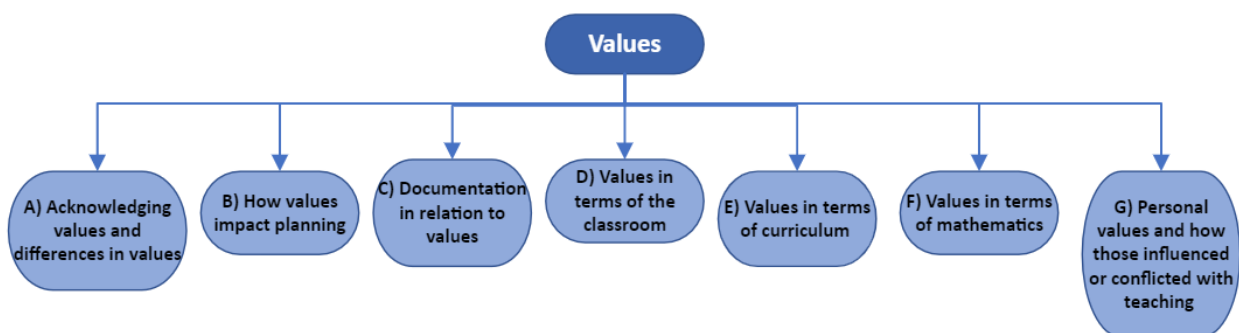 Values
A) Acknowledging
values and
differences in values
B) How values
impact planning
C) Documentation
in relation to
values
D) Values in
terms of the
classroom
E) Values in terms
of curriculum
F) Values in terms
of mathematics
G) Personal
values and how
those influenced
or conflicted with
teaching